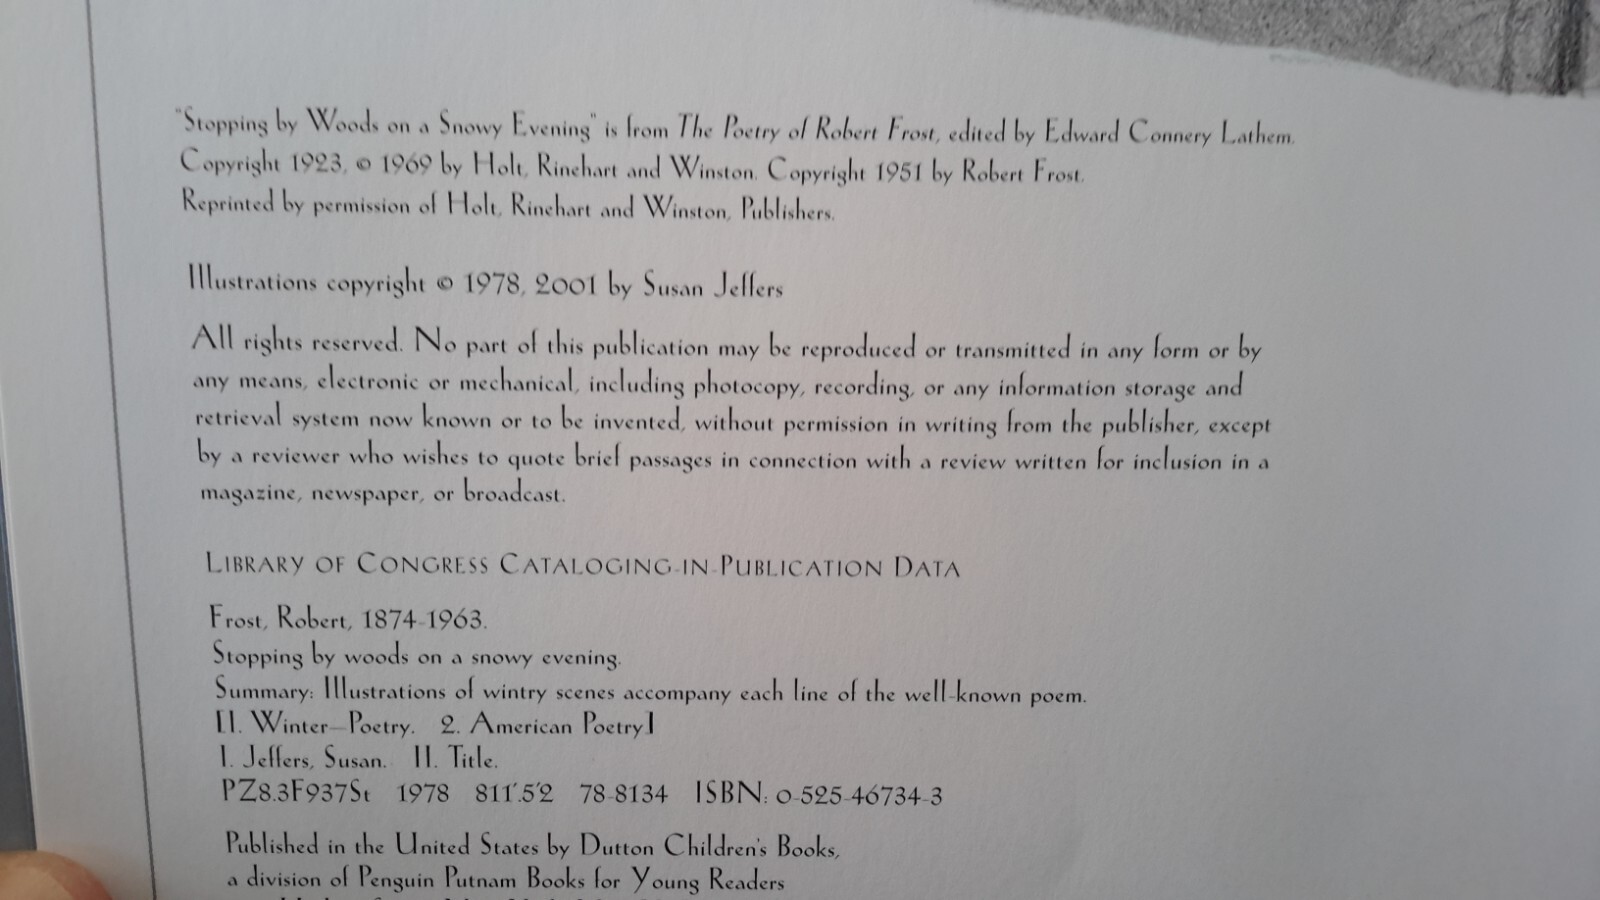 "Stopping by Woods on a Snowy Evening" is from The Poetry of Robert Frost, edited by Edward Connery Lathem.
Copyright 1923, © 1969 by Holt, Rinehart and Winston. Copyright 1951 by Robert Frost.
Reprinted by permission of Holt, Rinehart and Winston, Publishers.
Illustrations copyright © 1978, 2001 by Susan Jeffers
All rights reserved. No part of this publication may be reproduced or transmitted in any form or by
any means, electronic or mechanical, including photocopy, recording, or any information storage and
retrieval system now known or to be invented, without permission in writing from the publisher, except
by a reviewer who wishes to quote brief passages in connection with a review written for inclusion in a
magazine, newspaper, or broadcast.
LIBRARY OF CONGRESS CATALOGING-IN-PUBLICATION DATA
Frost, Robert, 1874-1963.
Stopping by woods on a snowy evening.
Summary: Illustrations of wintry scenes accompany each line of the well-known poem.
[1. Winter—Poetry. 2. American Poetry]
I. Jeffers, Susan. II. Title.
PZ8.3F937St 1978 811'.5'2 78-8134 ISBN: 0-525-46734-3
Published in the United States by Dutton Children's Books,
a division of Penguin Putnam Books for Young Readers